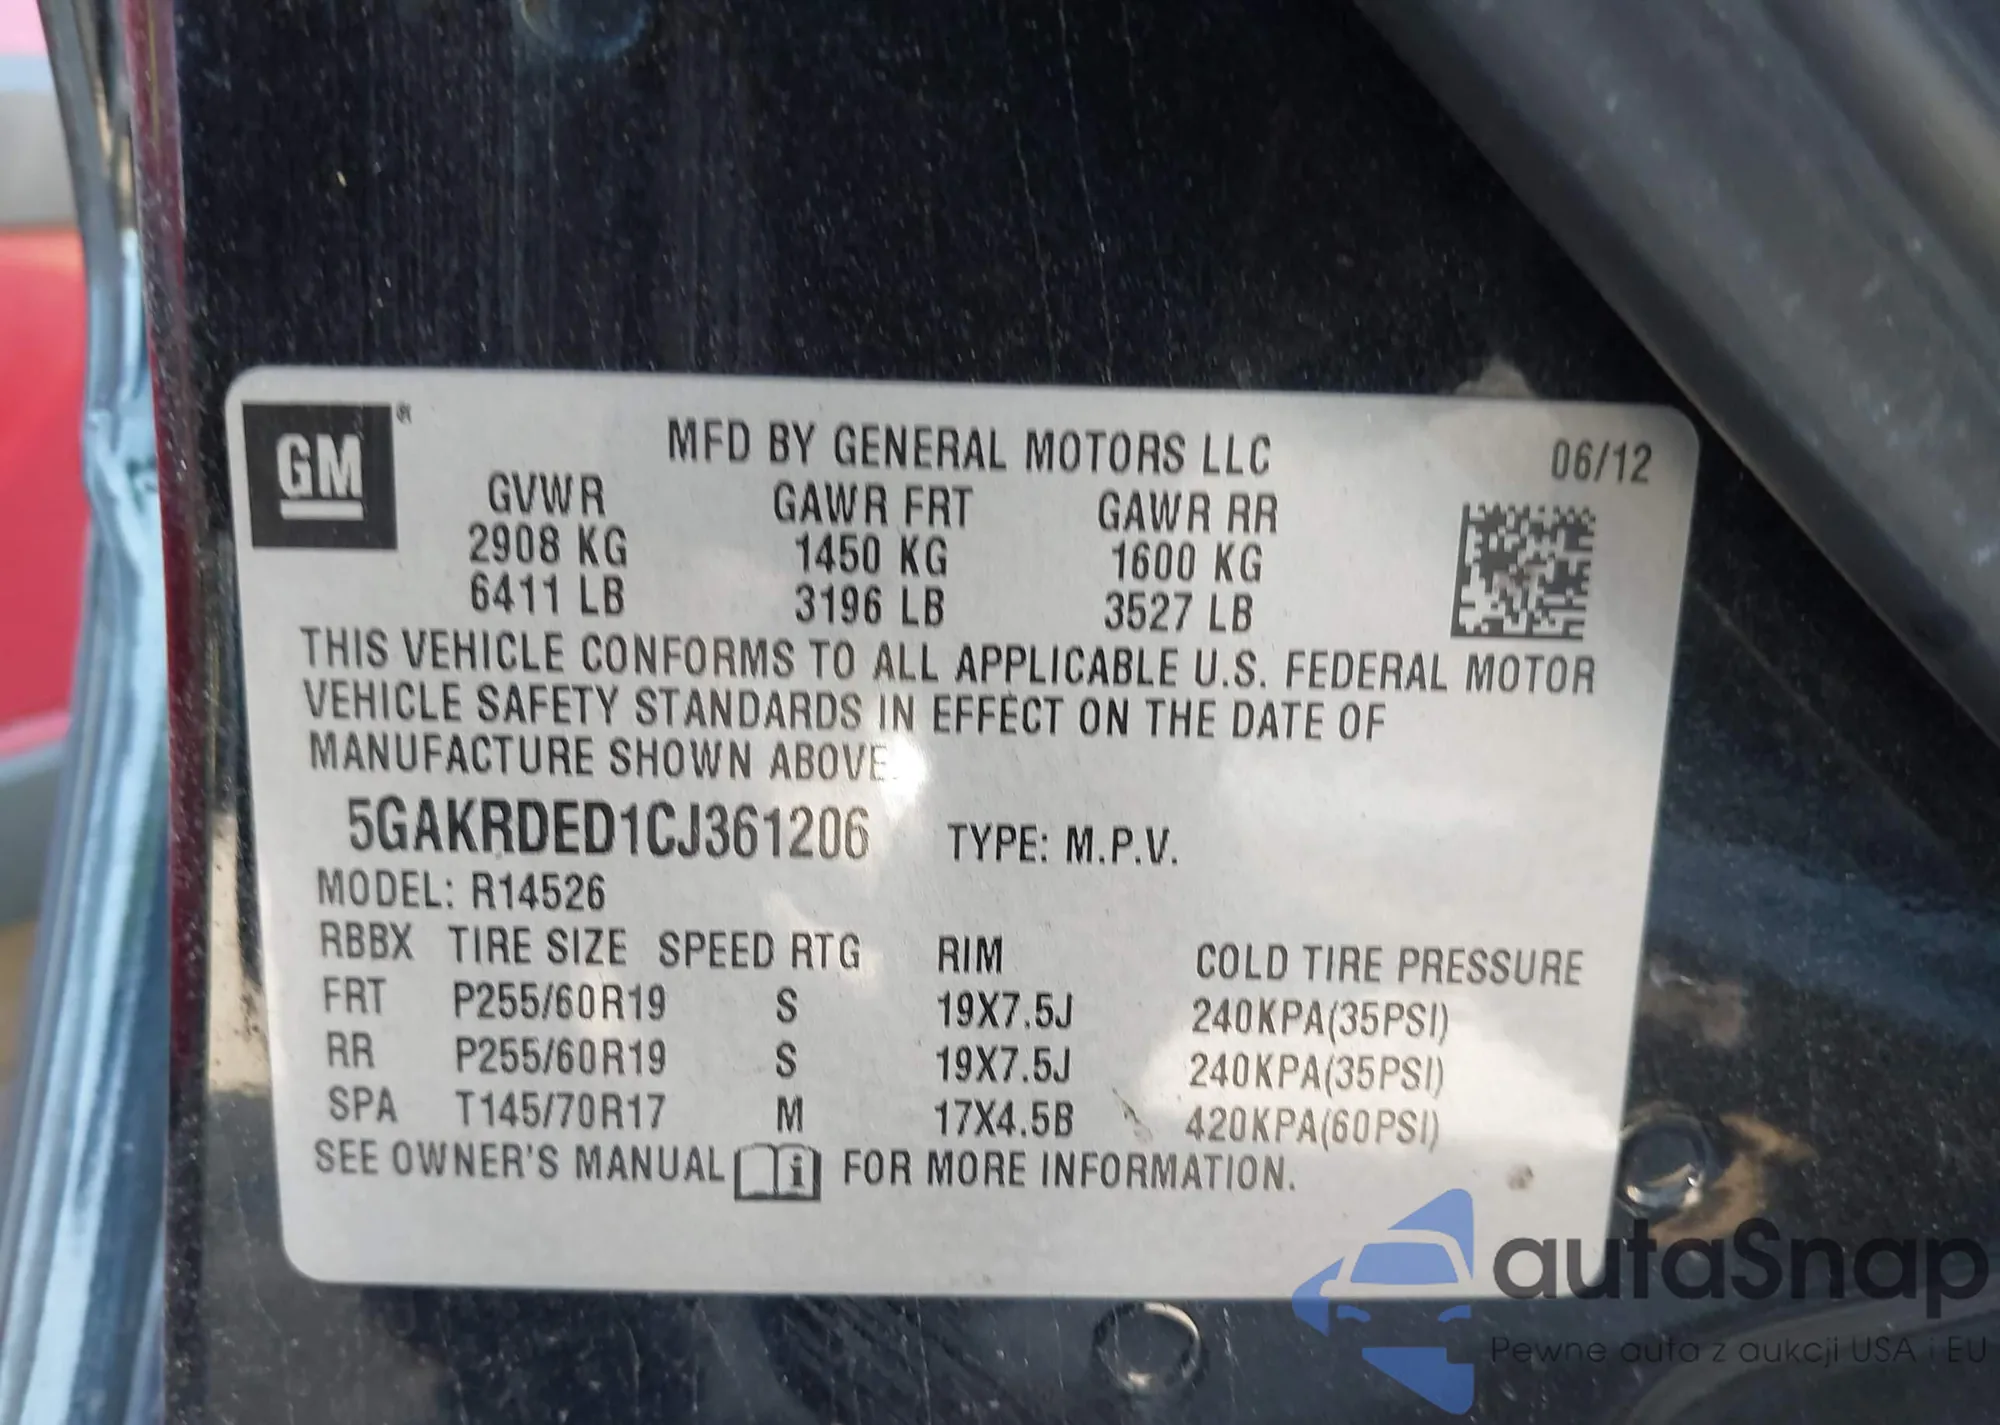 GM ®
MFD BY GENERAL MOTORS LLC 06/12
GVWR GAWR FRT GAWR RR
2908 KG 1450 KG 1600 KG
6411 LB 3196 LB 3527 LB
THIS VEHICLE CONFORMS TO ALL APPLICABLE U.S. FEDERAL MOTOR
VEHICLE SAFETY STANDARDS IN EFFECT ON THE DATE OF
MANUFACTURE SHOWN ABOVE.
5GAKRDED1CJ361206 TYPE: M.P.V.
MODEL: R14526
RBBX TIRE SIZE SPEED RTG RIM COLD TIRE PRESSURE
FRT P255/60R19 S 19X7.5J 240KPA(35PSI)
RR P255/60R19 S 19X7.5J 240KPA(35PSI)
SPA T145/70R17 M 17X4.5B 420KPA(60PSI)
SEE OWNER'S MANUAL i FOR MORE INFORMATION.
autaSnap
Pewne auta z aukcji USA i EU